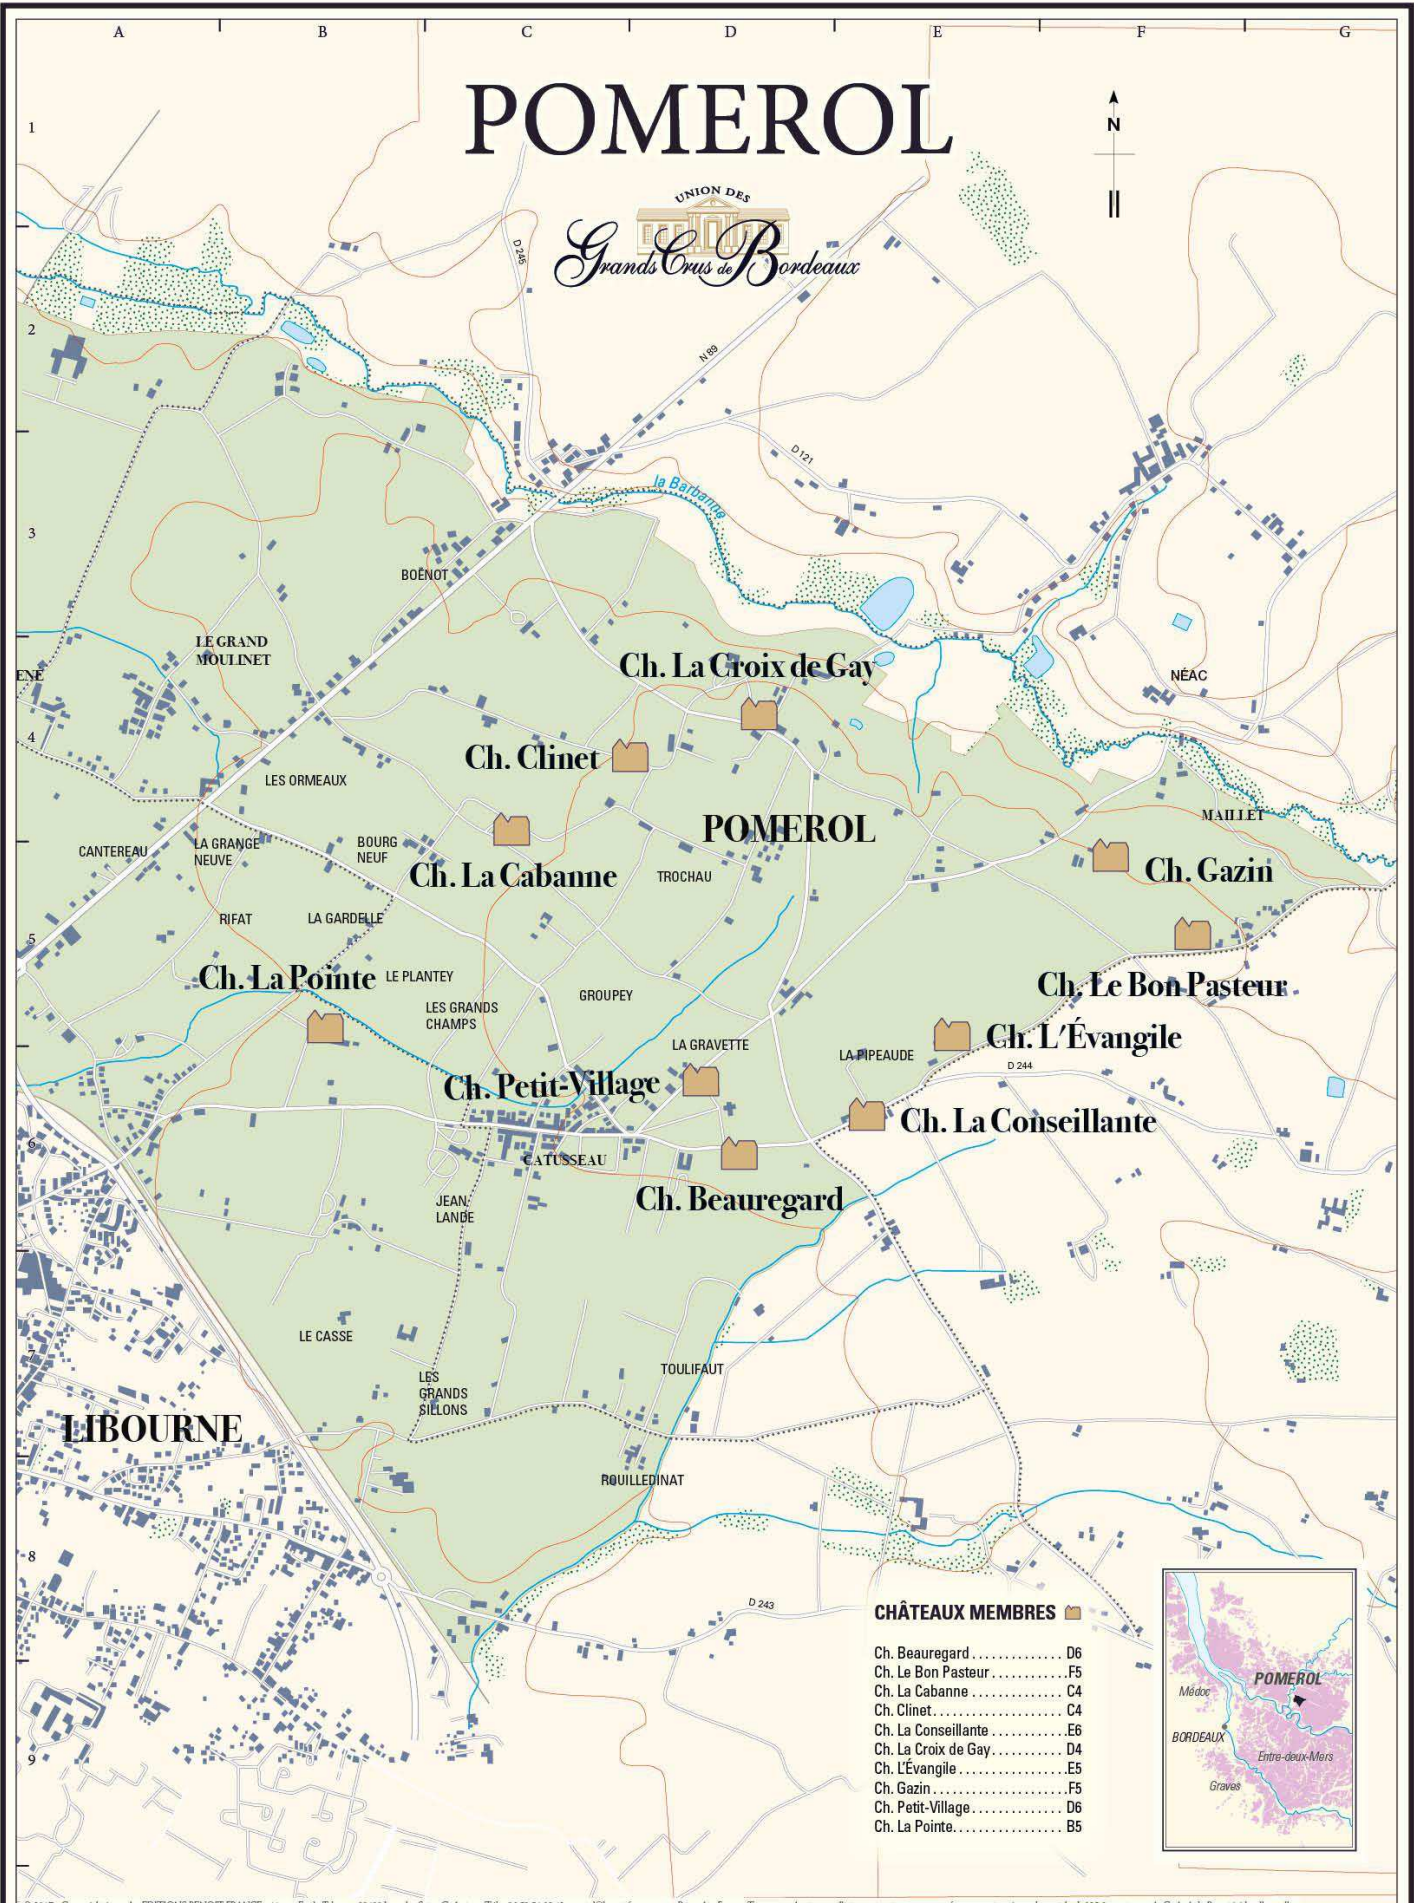 A B C D E F G
POMEROL
1
N
UNION DES
Grands Crus de Bordeaux
D 245
2
N 89
D 121
la Barbanne
3
BOËNOT
LE GRAND
MOULINET
ENE
Ch. La Croix de Gay
NÉAC
4
Ch. Clinet
LES ORMEAUX
MAILLET
POMEROL
CANTEREAU
LA GRANGE
NEUVE
BOURG
NEUF
Ch. La Cabanne
TROCHAU
Ch. Gazin
RIFAT
LA GARDELLE
5
Ch. La Pointe
LE PLANTEY
Ch. Le Bon Pasteur
LES GRANDS
CHAMPS
GROUPEY
Ch. L'Évangile
LA GRAVETTE
LA PIPEAUDE
D 244
Ch. Petit-Village
Ch. La Conseillante
6
CATUSSEAU
Ch. Beauregard
JEAN
LANDE
LE CASSE
7
TOULIFAUT
LES
GRANDS
SILLONS
LIBOURNE
ROUILLEDINAT
8
D 243
CHÂTEAUX MEMBRES
Ch. Beauregard . . . . . . . . . . . . . . D6
Ch. Le Bon Pasteur . . . . . . . . . . . .F5
Ch. La Cabanne . . . . . . . . . . . . . . C4
Ch. Clinet. . . . . . . . . . . . . . . . . . . . C4
Ch. La Conseillante . . . . . . . . . . . .E6
Ch. La Croix de Gay. . . . . . . . . . . D4
Ch. L'Évangile . . . . . . . . . . . . . . . . .E5
Ch. Gazin . . . . . . . . . . . . . . . . . . . . .F5
Ch. Petit-Village. . . . . . . . . . . . . . D6
Ch. La Pointe. . . . . . . . . . . . . . . . . B5
POMEROL
Médoc
BORDEAUX
Entre-deux-Mers
Graves
9